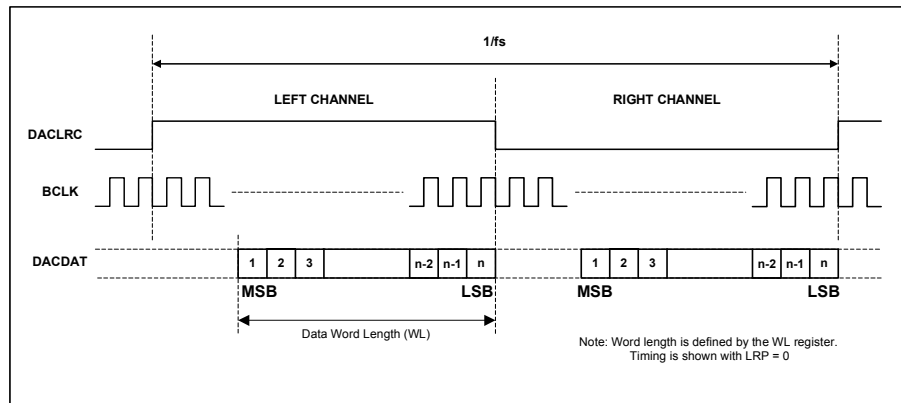 1/fs
LEFT CHANNEL RIGHT CHANNEL
DACLRC
BCLK
DACDAT
1 2 3 n-2 n-1 n 1 2 3 n-2 n-1 n
MSB LSB MSB LSB
Data Word Length (WL)
Note: Word length is defined by the WL register.
Timing is shown with LRP = 0